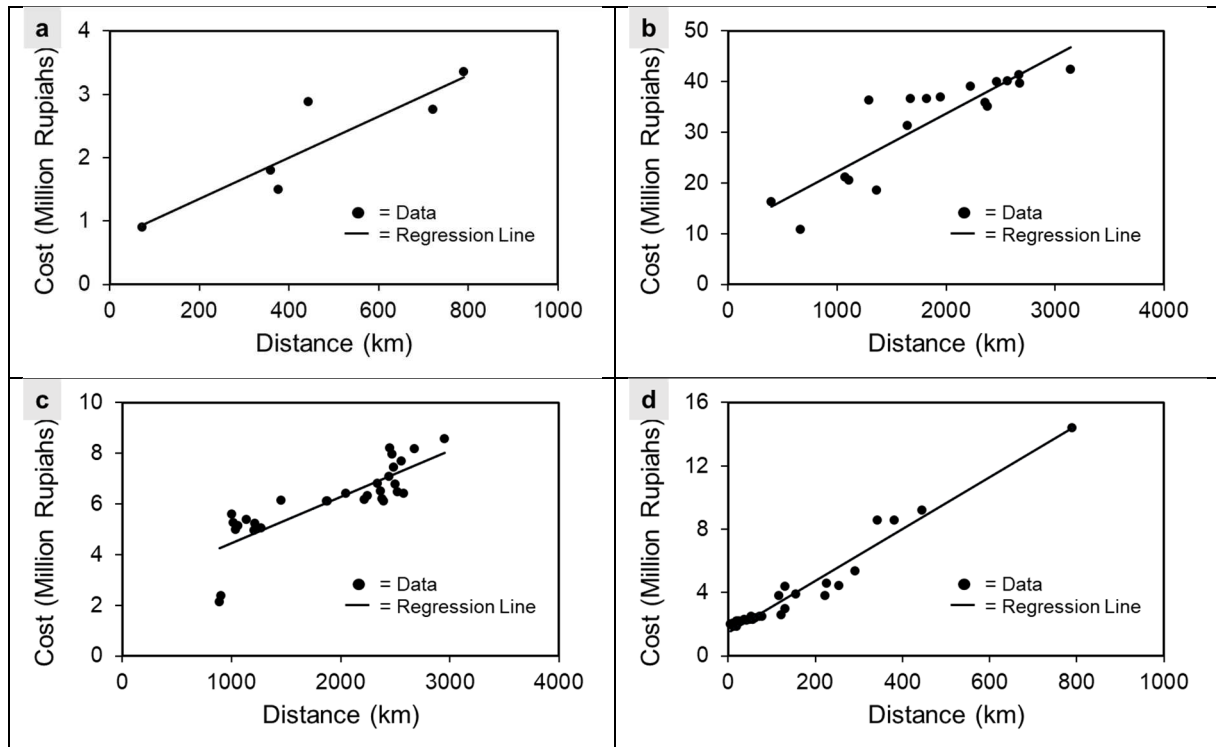 a
4
3
2
1
0
Cost (Million Rupiahs)
= Data
= Regression Line
0 200 400 600 800 1000
Distance (km)
b
50
40
30
20
10
0
Cost (Million Rupiahs)
= Data
= Regression Line
0 1000 2000 3000 4000
Distance (km)
c
10
8
6
4
2
0
Cost (Million Rupiahs)
= Data
= Regression Line
0 1000 2000 3000 4000
Distance (km)
d
16
12
8
4
0
Cost (Million Rupiahs)
= Data
= Regression Line
0 200 400 600 800 1000
Distance (km)